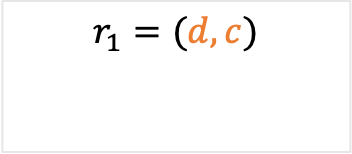 r₁ = (d, c)